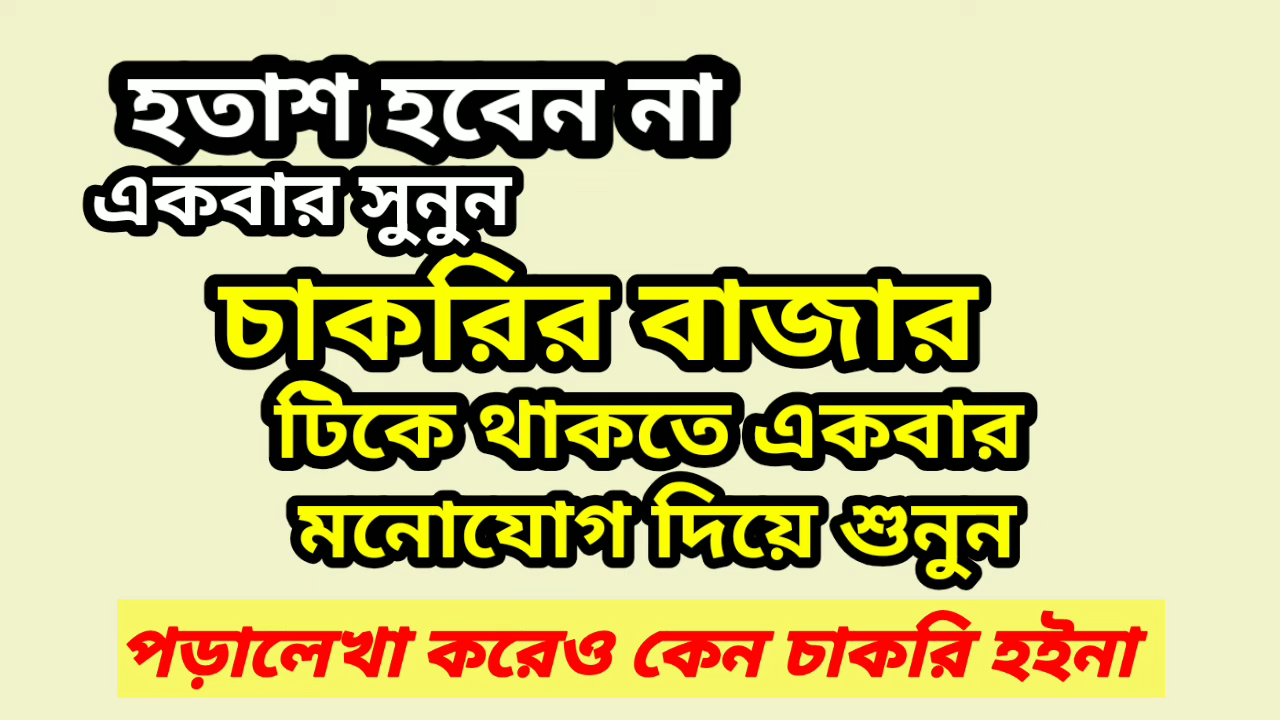 হতাশ হবেন না
একবার সুনুন
চাকরির বাজার
টিকে থাকতে একবার
মনোযোগ দিয়ে শুনুন
পড়ালেখা করেও কেন চাকরি হইনা